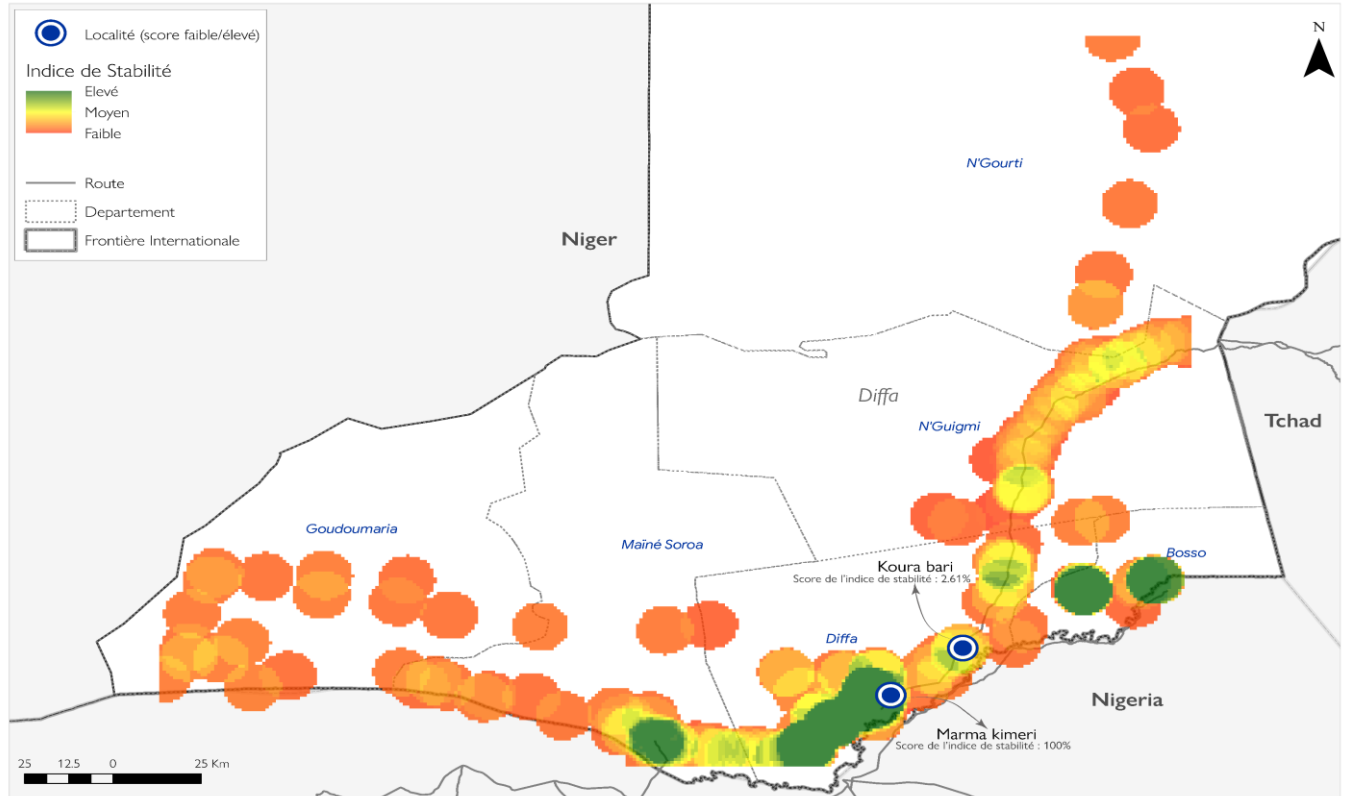 Localité (score faible/élevé)
Indice de Stabilité
Elevé
Moyen
Faible
Route
Departement
Frontière Internationale
N
N'Gourti
Niger
Diffa
N'Guigmi
Tchad
Goudoumaria
Maïné Soroa
Bosso
Koura bari
Score de l'indice de stabilité : 2.61%
Diffa
Nigeria
Marma kimeri
Score de l'indice de stabilité : 100%
25 12.5 0 25 Km